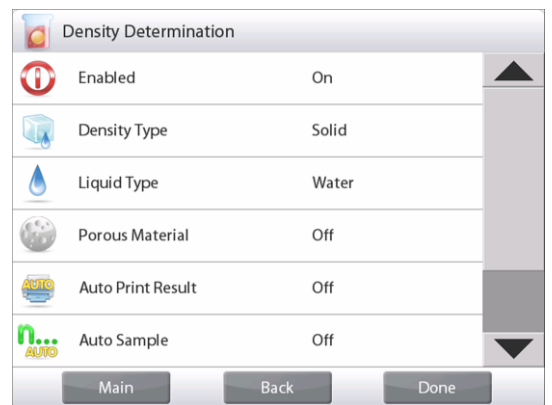 Density Determination
Enabled On
Density Type Solid
Liquid Type Water
Porous Material Off
AUTO
Auto Print Result Off
n...
AUTO
Auto Sample Off
Main Back Done